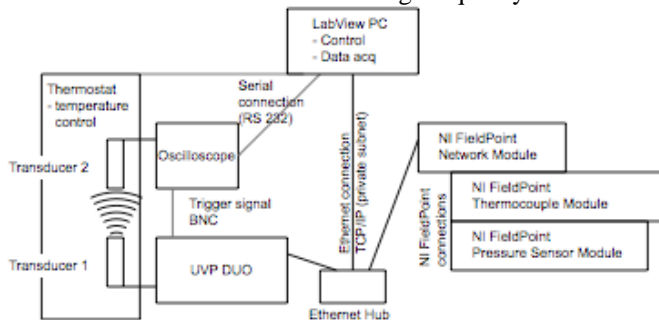 LabView PC
- Control
- Data acq
Thermostat
- temperature
control
Serial
connection
(RS 232)
Transducer 2
Oscilloscope
Ethernet connection
TCP/IP (private subnet)
NI FieldPoint
Network Module
NI FieldPoint
connections
NI FieldPoint
Thermocouple Module
NI FieldPoint
Pressure Sensor Module
Trigger signal
BNC
Transducer 1
UVP DUO
Ethernet Hub